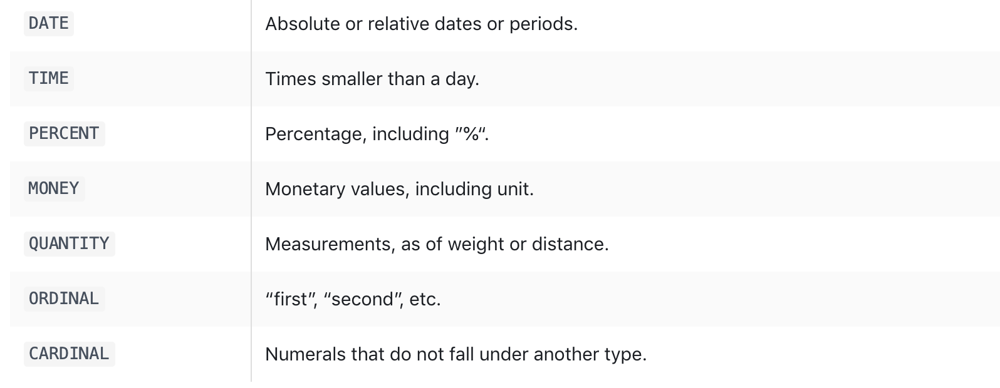 DATE Absolute or relative dates or periods.
TIME Times smaller than a day.
PERCENT Percentage, including ”%“.
MONEY Monetary values, including unit.
QUANTITY Measurements, as of weight or distance.
ORDINAL “first”, “second”, etc.
CARDINAL Numerals that do not fall under another type.